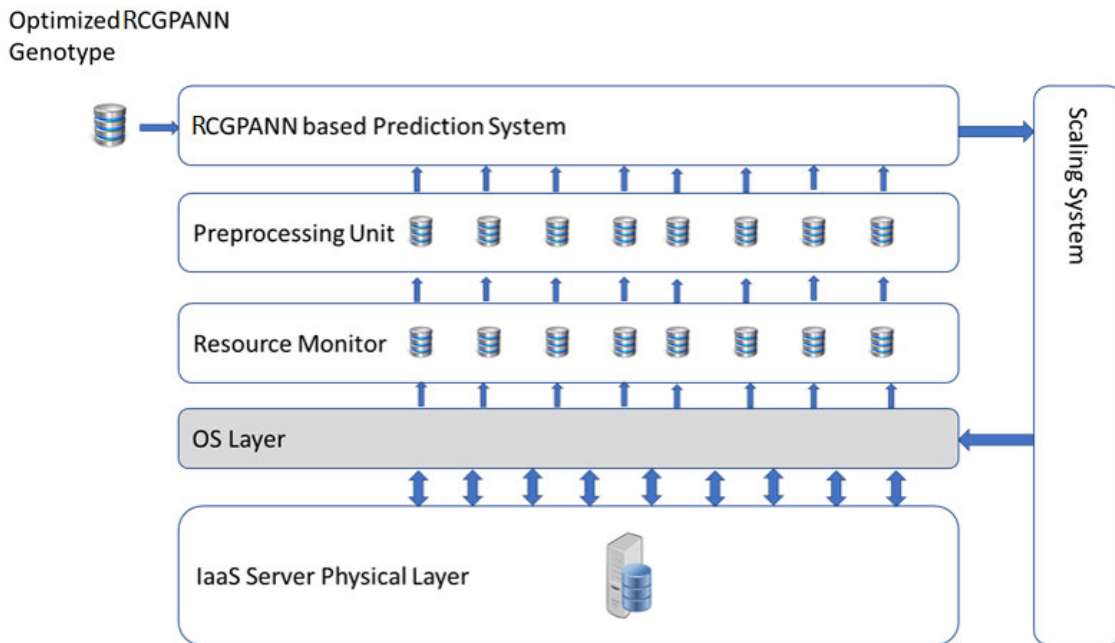 Optimized RCGPANN
Genotype
RCGPANN based Prediction System
Scaling System
Preprocessing Unit
Resource Monitor
OS Layer
IaaS Server Physical Layer